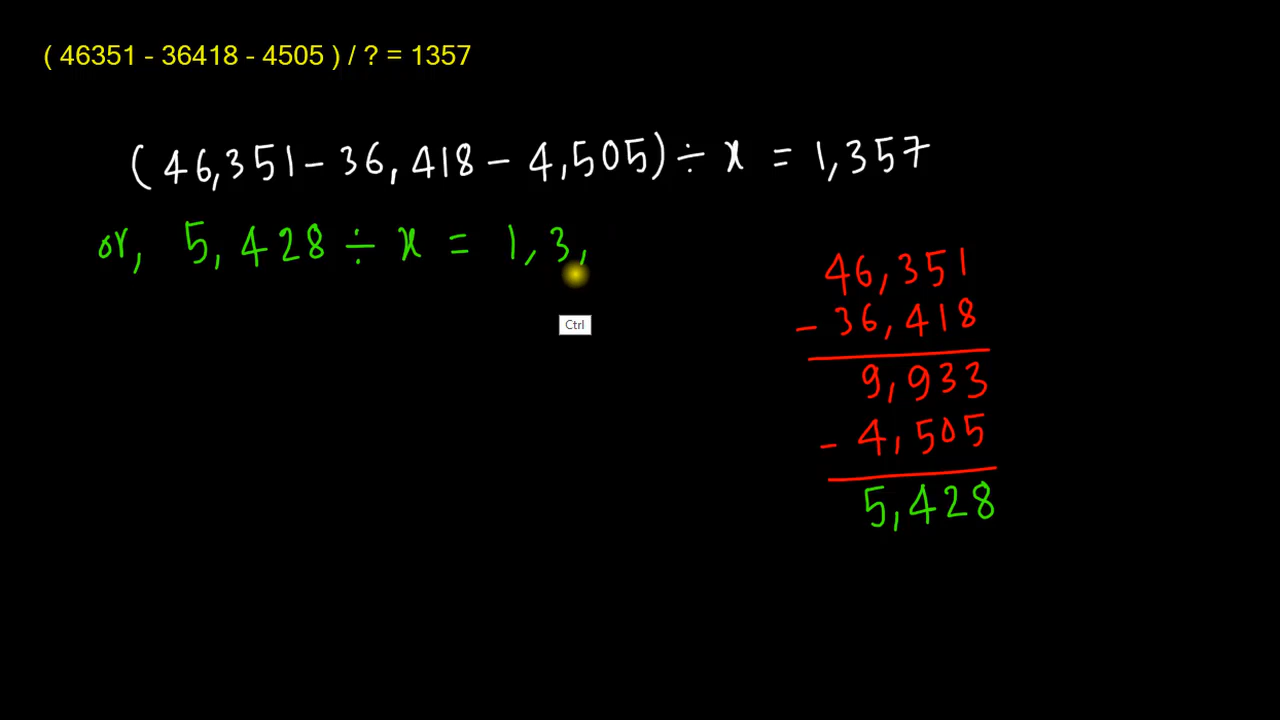 ( 46351 - 36418 - 4505 ) / ? = 1357
(46,351 - 36,418 - 4,505) ÷ x = 1,357
or, 5,428 ÷ x = 1,3,
Ctrl
46,351
- 36,418
9,933
- 4,505
5,428